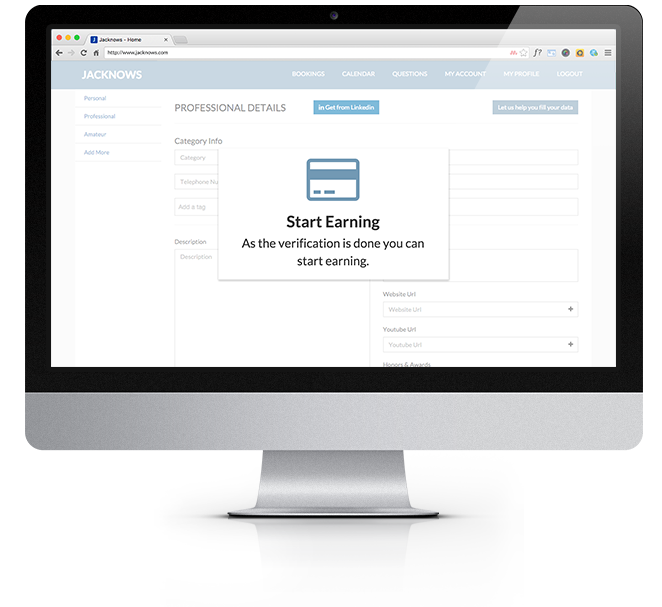 Jacknows - Home
http://www.jacknows.com
JACKNOWS
BOOKINGS CALENDAR QUESTIONS MY ACCOUNT MY PROFILE LOGOUT
Personal
Professional
Amateur
Add More
PROFESSIONAL DETAILS
in Get from Linkedin
Let us help you fill your data
Category Info
Category
Telephone Nu
Add a tag
Start Earning
As the verification is done you can
start earning.
Description
Description
Website Url
Website Url
Youtube Url
Youtube Url
Honors & Awards